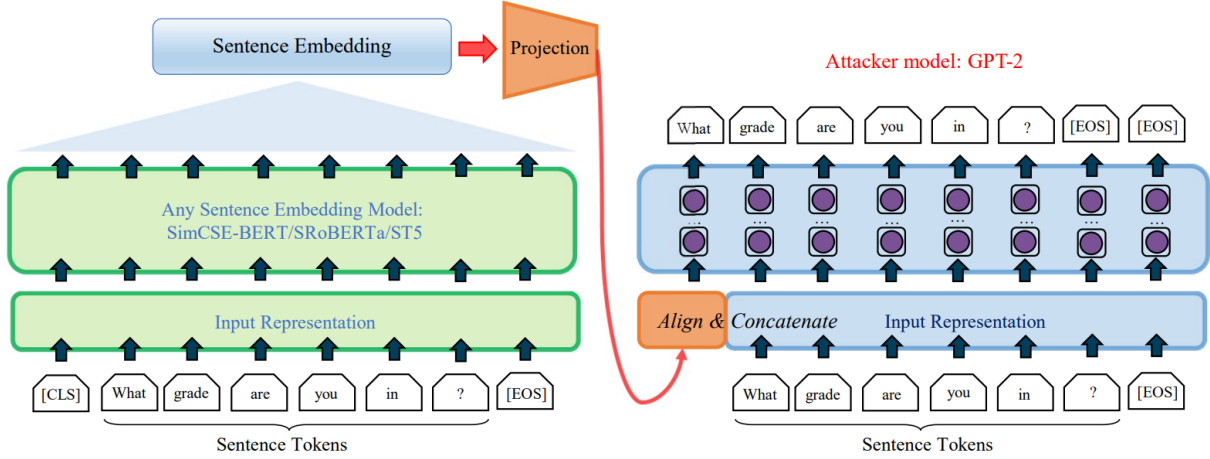 Sentence Embedding
Projection
Any Sentence Embedding Model:
SimCSE-BERT/SRoBERTa/ST5
Input Representation
[CLS] What grade are you in ? [EOS]
Sentence Tokens
Attacker model: GPT-2
What grade are you in ? [EOS] [EOS]
... ... ... ... ... ... ... ...
Align & Concatenate Input Representation
What grade are you in ? [EOS]
Sentence Tokens